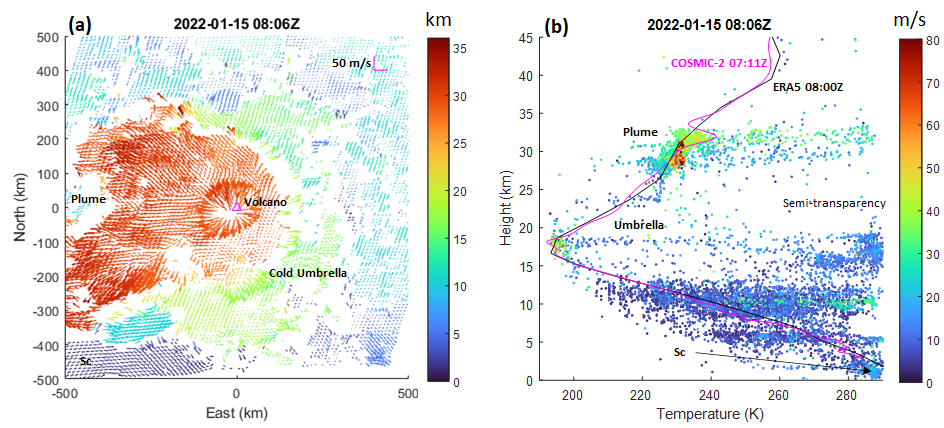 (a)
2022-01-15 08:06Z
km
500
400
300
200
100
0
-100
-200
-300
-400
-500
North (km)
-500
0
500
East (km)
50 m/s
Plume
Volcano
Cold Umbrella
Sc
35
30
25
20
15
10
5
0
(b)
2022-01-15 08:06Z
m/s
45
40
35
30
25
20
15
10
5
0
Height (km)
200
220
240
260
280
Temperature (K)
COSMIC-2 07:11Z
ERA5 08:00Z
Plume
Semi-transparency
Umbrella
Sc
80
70
60
50
40
30
20
10
0